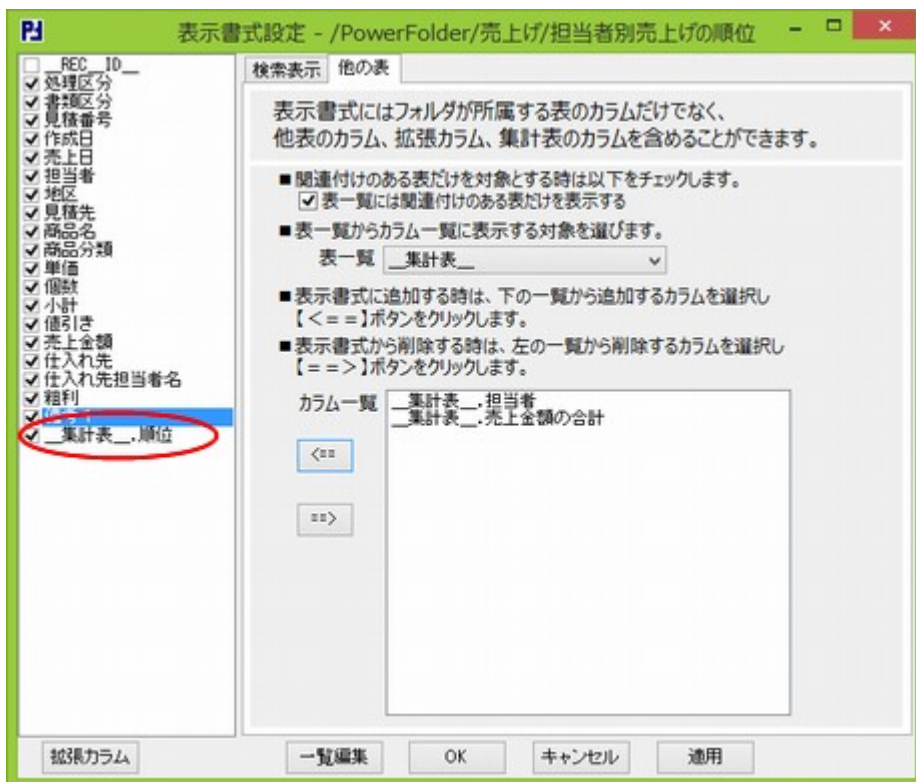 表示書式設定 - /PowerFolder/売上げ/担当者別売上げの順位
__REC__ID__
処理区分
書類区分
見積番号
作成日
売上日
担当者
地区
見積先
商品名
商品分類
単価
個数
小計
値引き
売上金額
仕入れ先
仕入れ先担当者名
粗利
__集計表__.順位
検索表示 他の表
表示書式にはフォルダが所属する表のカラムだけでなく、
他表のカラム、拡張カラム、集計表のカラムを含めることができます。
■関連付けのある表だけを対象とする時は以下をチェックします。
表一覧には関連付けのある表だけを表示する
■表一覧からカラム一覧に表示する対象を選びます。
表一覧 __集計表__
■表示書式に追加する時は、下の一覧から追加するカラムを選択し
【<==】ボタンをクリックします。
■表示書式から削除する時は、左の一覧から削除するカラムを選択し
【==>】ボタンをクリックします。
カラム一覧
__集計表__.担当者
__集計表__.売上金額の合計
<==
==>
拡張カラム 一覧編集 OK キャンセル 適用